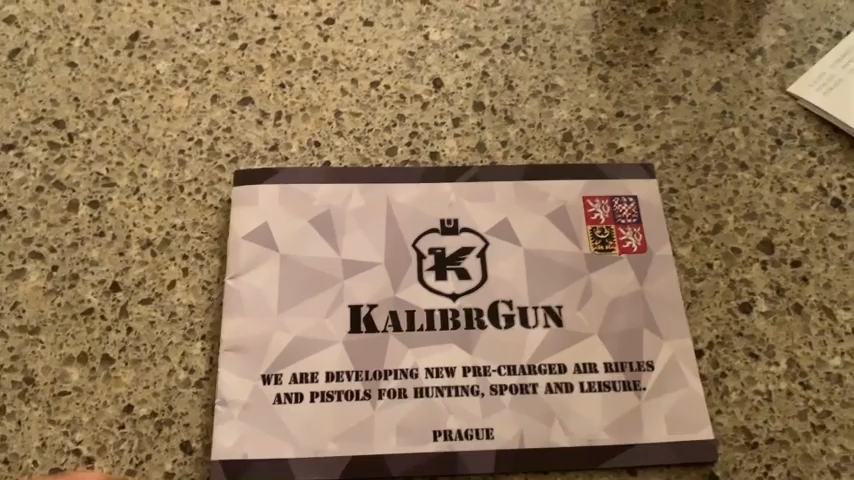 K
KALIBRGUN
WE ARE DEVELOPING NEW PRE-CHARGED AIR RIFLES
AND PISTOLS FOR HUNTING, SPORT AND LEISURE.
PRAGUE